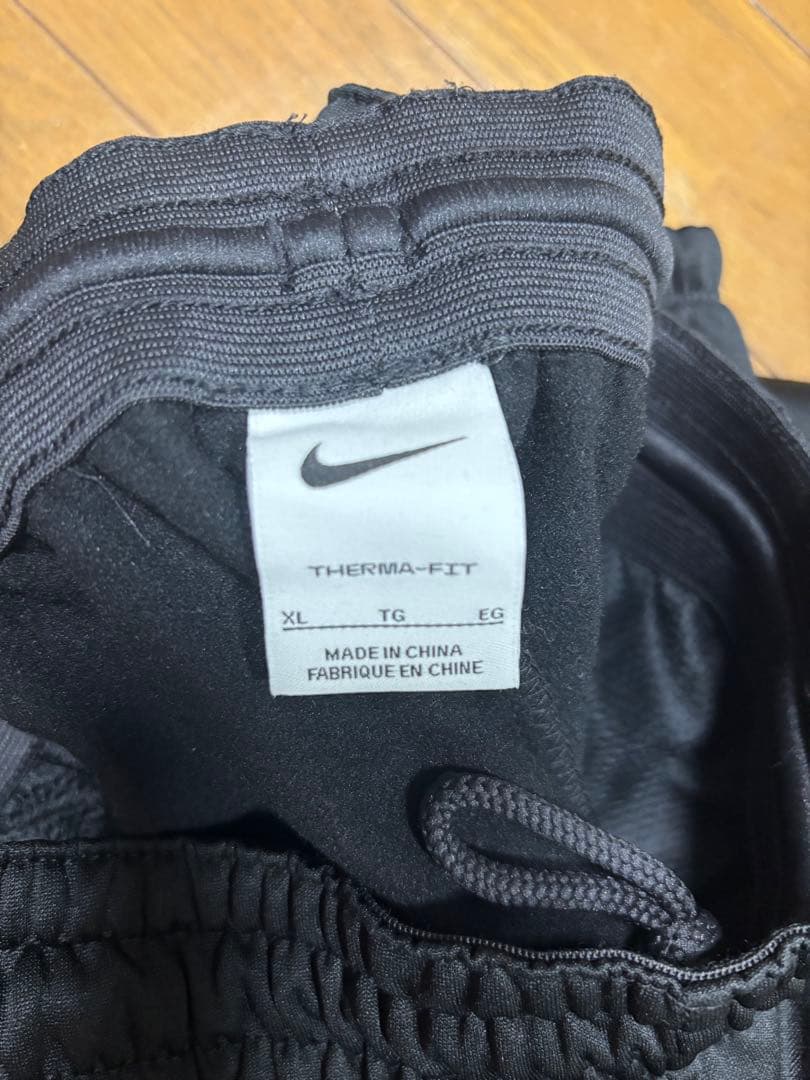 THERMA-FIT
XL TG EG
MADE IN CHINA
FABRIQUE EN CHINE